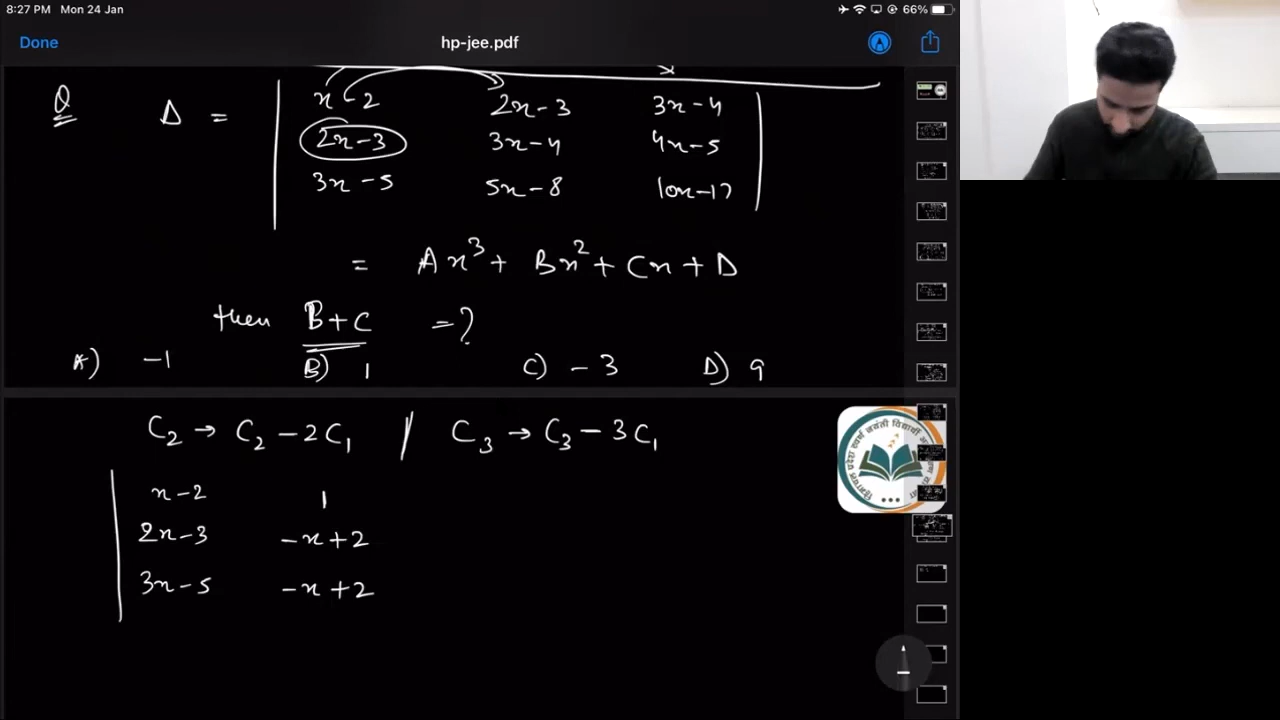 8:27 PM Mon 24 Jan 66%
Done hp-jee.pdf
Q Δ = | x-2 2x-3 3x-4 |
2x-3 3x-4 4x-5
3x-5 5x-8 10x-17
= Ax³ + Bx² + Cx + D
then B+C = ?
A) -1 B) 1 C) -3 D) 9
C₂ → C₂ - 2C₁ / C₃ → C₃ - 3C₁
x-2 1
2x-3 -x+2
3x-5 -x+2